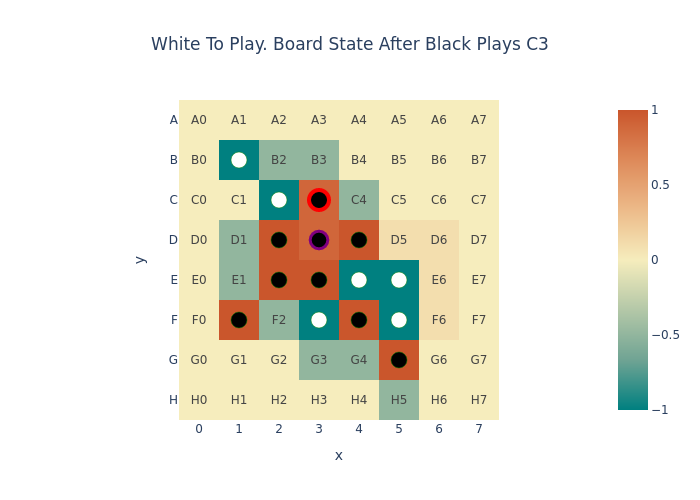 White To Play. Board State After Black Plays C3
A A0 A1 A2 A3 A4 A5 A6 A7
B B0 B2 B3 B4 B5 B6 B7
C C0 C1 C4 C5 C6 C7
D D0 D1 D5 D6 D7
E E0 E1 E6 E7
F F0 F2 F6 F7
G G0 G1 G2 G3 G4 G6 G7
H H0 H1 H2 H3 H4 H5 H6 H7
0 1 2 3 4 5 6 7
x
y
1
0.5
0
−0.5
−1